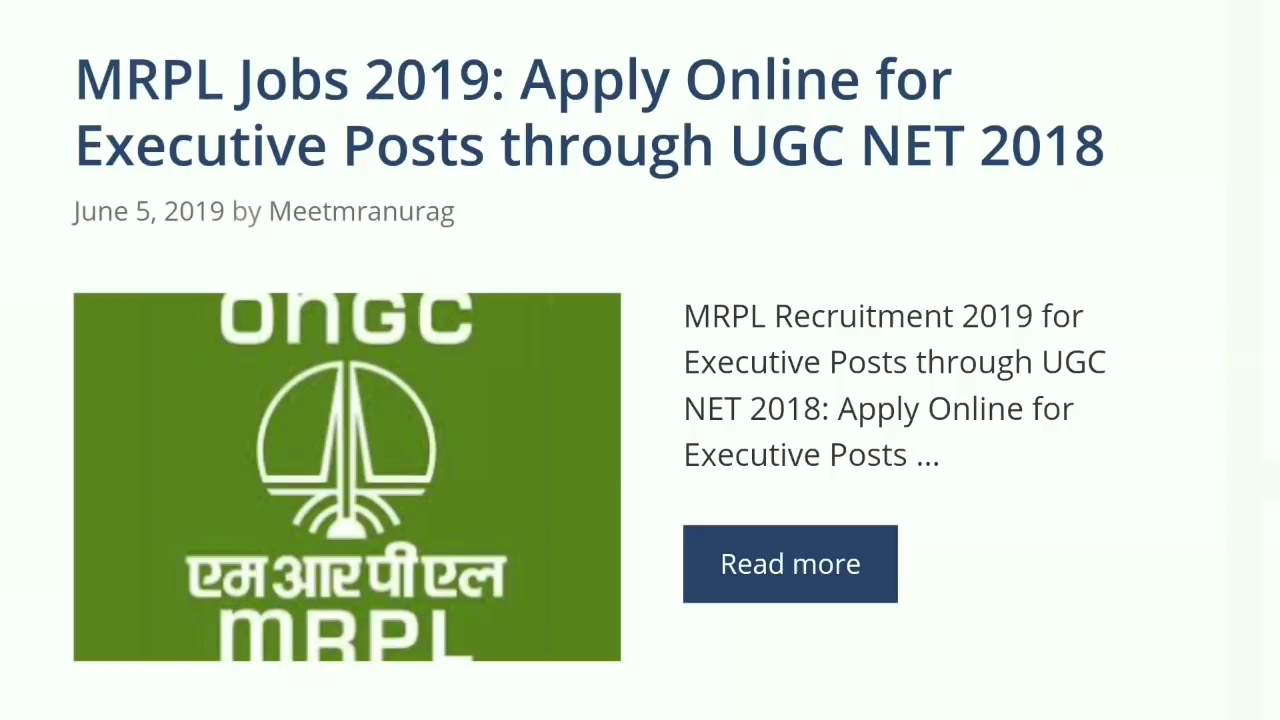 MRPL Jobs 2019: Apply Online for
Executive Posts through UGC NET 2018
June 5, 2019 by Meetmranurag
ONGC
एमआरपीएल
MRPL
MRPL Recruitment 2019 for
Executive Posts through UGC
NET 2018: Apply Online for
Executive Posts ...
Read more